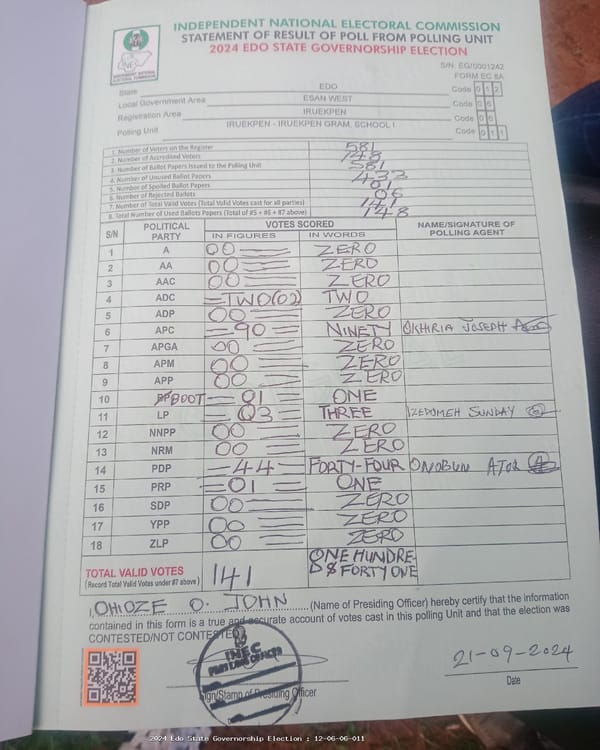 INDEPENDENT NATIONAL ELECTORAL COMMISSION
STATEMENT OF RESULT OF POLL FROM POLLING UNIT
2024 EDO STATE GOVERNORSHIP ELECTION
S/N: EG/0001242
FORM EC 8A
State EDO Code 0 1 2
Local Government Area ESAN WEST Code 0 6
Registration Area IRUEKPEN Code 0 6
Polling Unit IRUEKPEN - IRUEKPEN GRAM. SCHOOL I Code 0 1 1
1. Number of Voters on the Register 581
2. Number of Accredited Voters 148
3. Number of Ballot Papers Issued to the Polling Unit 581
4. Number of Unused Ballot Papers 433
5. Number of Spoiled Ballot Papers 01
6. Number of Rejected Ballots 06
7. Number of Total Valid Votes (Total Valid Votes cast for all parties) 141
8. Total Number of Used Ballots Papers (Total of #5 + #6 + #7 above) 148
S/N POLITICAL PARTY VOTES SCORED NAME/SIGNATURE OF POLLING AGENT
IN FIGURES IN WORDS
1 A 00 ZERO
2 AA 00 ZERO
3 AAC 00 ZERO
4 ADC TWO(02) TWO
5 ADP 00 ZERO
6 APC 90 NINETY OKHIRIA JOSEPH
7 APGA 00 ZERO
8 APM 00 ZERO
9 APP 00 ZERO
10 BOOT 01 ONE
11 LP 03 THREE IZEDOMEH SUNDAY
12 NNPP 00 ZERO
13 NRM 00 ZERO
14 PDP 44 FORTY-FOUR ONOBUN ATOR
15 PRP 01 ONE
16 SDP 00 ZERO
17 YPP 00 ZERO
18 ZLP 00 ZERO
TOTAL VALID VOTES 141 ONE HUNDRE
(Record Total Valid Votes under #7 above) D & FORTY ONE
I, OHIOZE O. JOHN (Name of Presiding Officer) hereby certify that the information
contained in this form is a true and accurate account of votes cast in this polling Unit and that the election was
CONTESTED/NOT CONTESTED
INEC
PRESIDING OFFICER
21-09-2024
Sign/Stamp of Presiding Officer
Date
2024 Edo State Governorship Election : 12-06-06-011